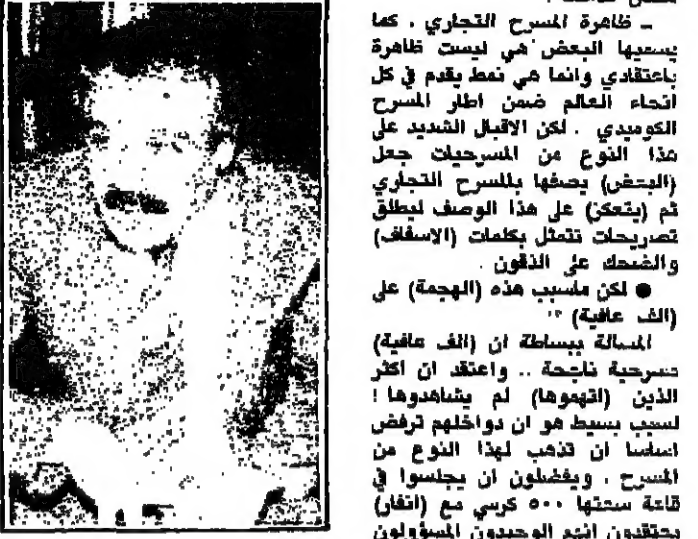 ـ ظاهرة المسرح التجاري ، كما
يسميها البعض هي ليست ظاهرة
باعتقادي وانما هي نمط يقدم في كل
انحاء العالم ضمن اطار المسرح
الكوميدي . لكن الاقبال الشديد على
هذا النوع من المسرحيات جعل
(البعض) يصفها بالمسرح التجاري
ثم (يتعكز) على هذا الوصف ليطلق
تصريحات تتمثل بكلمات (الاسفاف)
والضحك على الذقون .
● لكن ماسبب هذه (الهجمة) على
(الف عافية) ؟
المسالة ببساطة ان (الف عافية)
مسرحية ناجحة .. واعتقد ان اكثر
الذين (اتهموها) لم يشاهدوها !
لسبب بسيط هو ان دواخلهم ترفض
اساسا ان تذهب لهذا النوع من
المسرح ، ويفضلون ان يجلسوا في
قاعة سعتها ٥٠٠ كرسي مع (انفار)
يعتقدون انهم الوحيدون المسؤولون